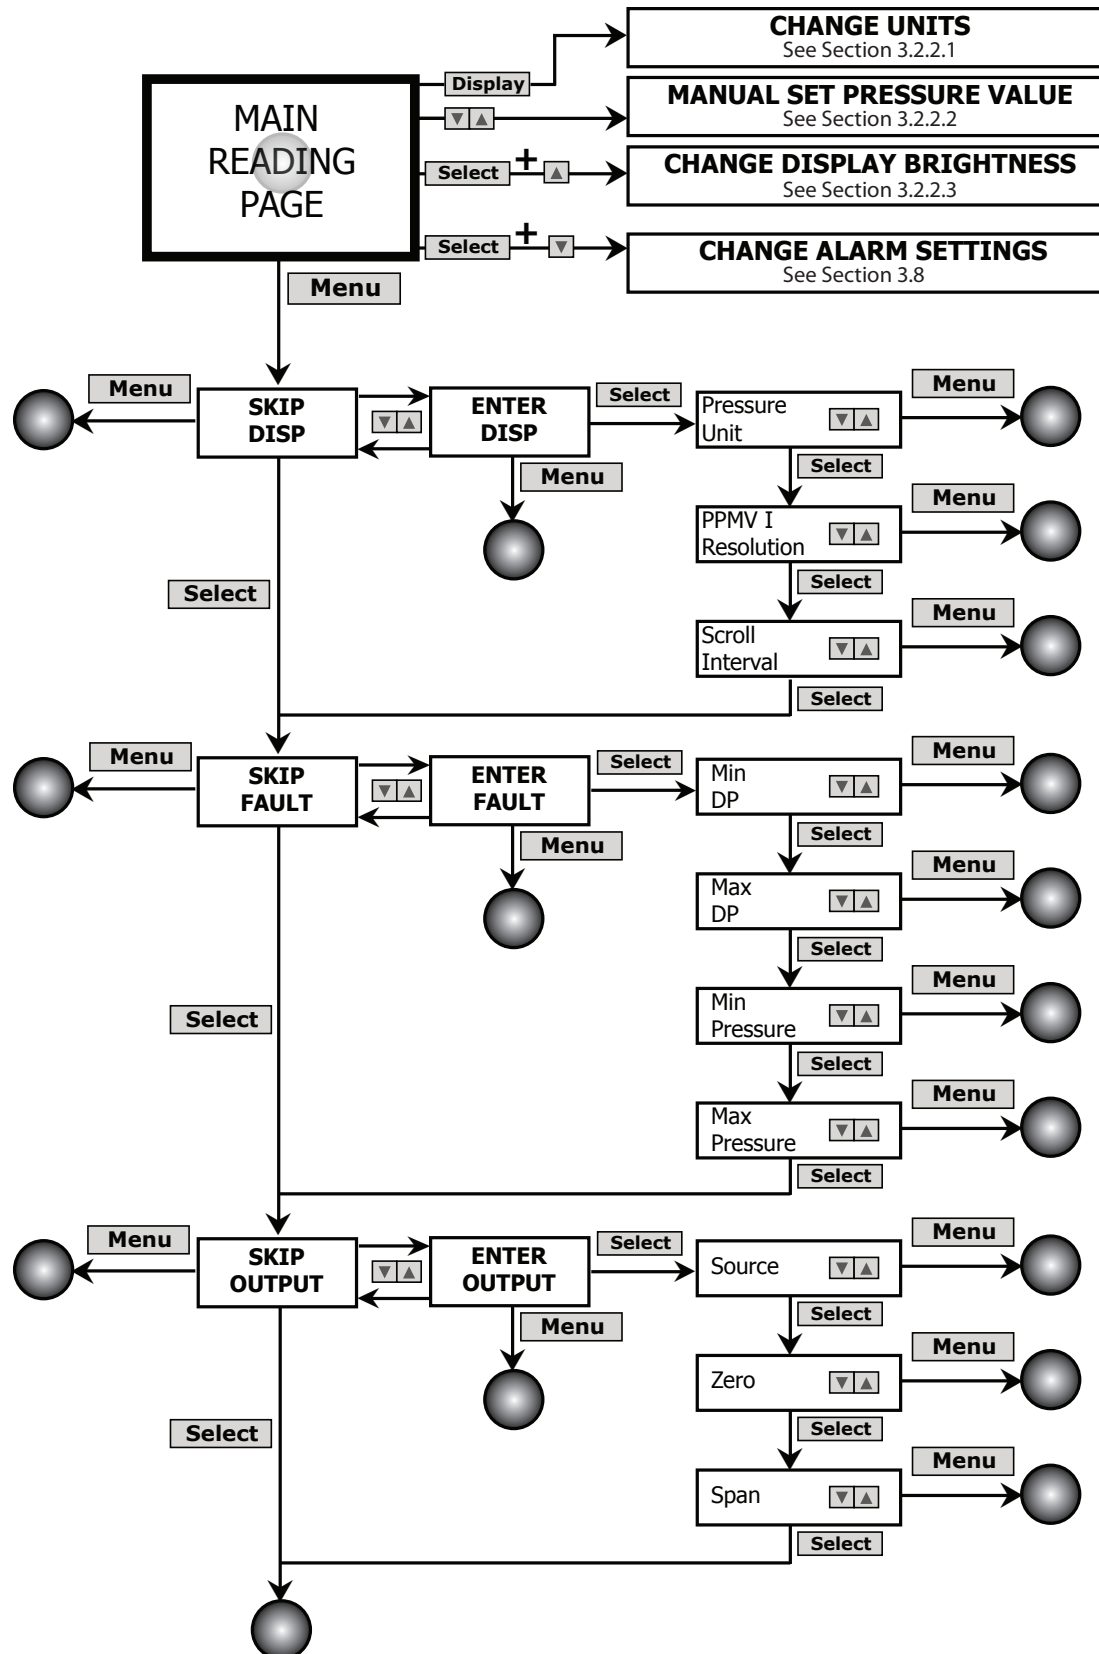 CHANGE UNITS
See Section 3.2.2.1
Display
MAIN
READING
PAGE
MANUAL SET PRESSURE VALUE
See Section 3.2.2.2
▼ ▲
CHANGE DISPLAY BRIGHTNESS
See Section 3.2.2.3
Select + ▲
CHANGE ALARM SETTINGS
See Section 3.8
Select + ▼
Menu
Menu
SKIP
DISP
▼ ▲
ENTER
DISP
Select
Pressure
Unit
▼ ▲
Menu
Menu
Select
PPMV I
Resolution
▼ ▲
Menu
Select
Select
Scroll
Interval
▼ ▲
Menu
Select
Menu
SKIP
FAULT
▼ ▲
ENTER
FAULT
Select
Min
DP
▼ ▲
Menu
Menu
Select
Max
DP
▼ ▲
Menu
Select
Min
Pressure
▼ ▲
Menu
Select
Select
Max
Pressure
▼ ▲
Menu
Select
Menu
SKIP
OUTPUT
▼ ▲
ENTER
OUTPUT
Select
Source
▼ ▲
Menu
Menu
Select
Zero
▼ ▲
Menu
Select
Select
Span
▼ ▲
Menu
Select